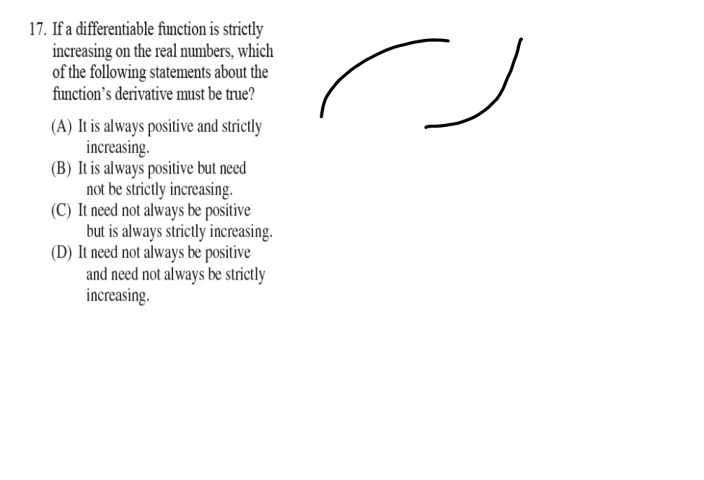 17. If a differentiable function is strictly
increasing on the real numbers, which
of the following statements about the
function's derivative must be true?
(A) It is always positive and strictly
increasing.
(B) It is always positive but need
not be strictly increasing.
(C) It need not always be positive
but is always strictly increasing.
(D) It need not always be positive
and need not always be strictly
increasing.